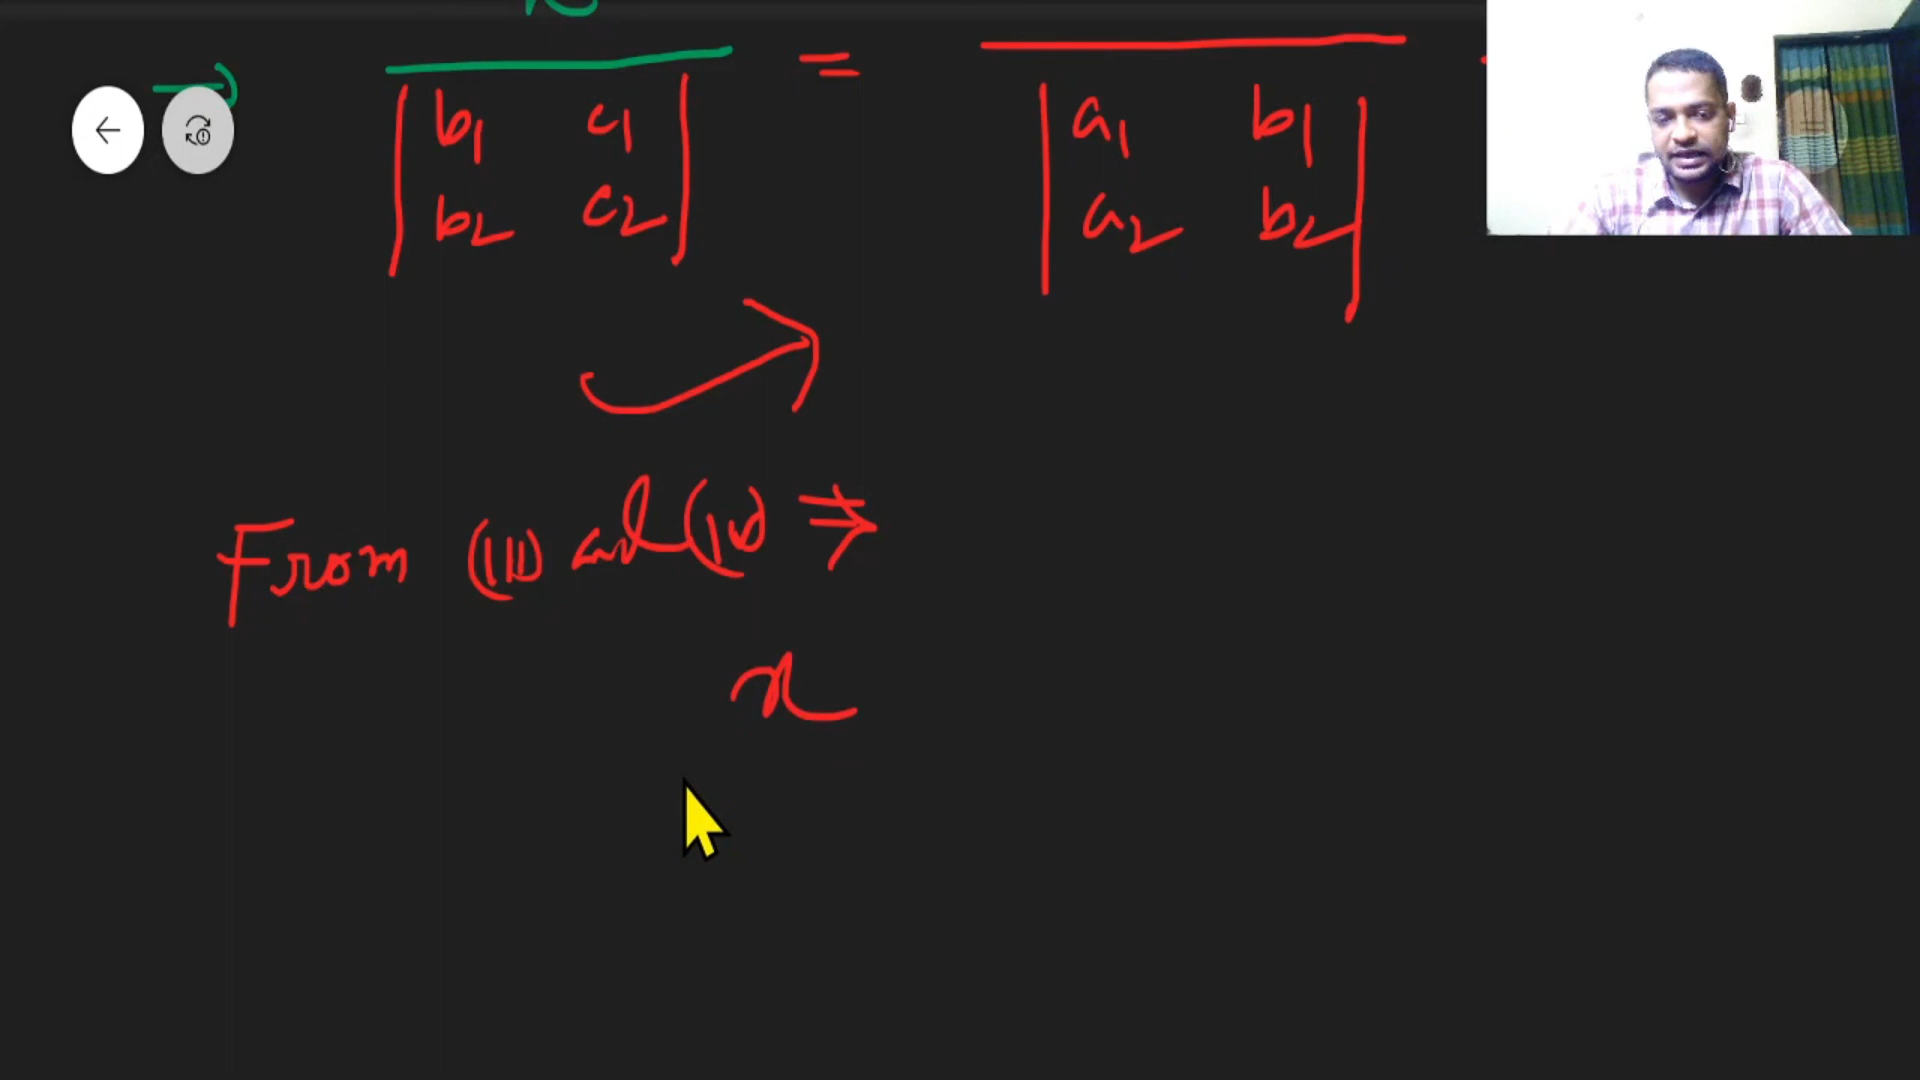 =
b1 c1 a1 b1
b2 c2 a2 b2
From (III) and (IV) ⇒
x